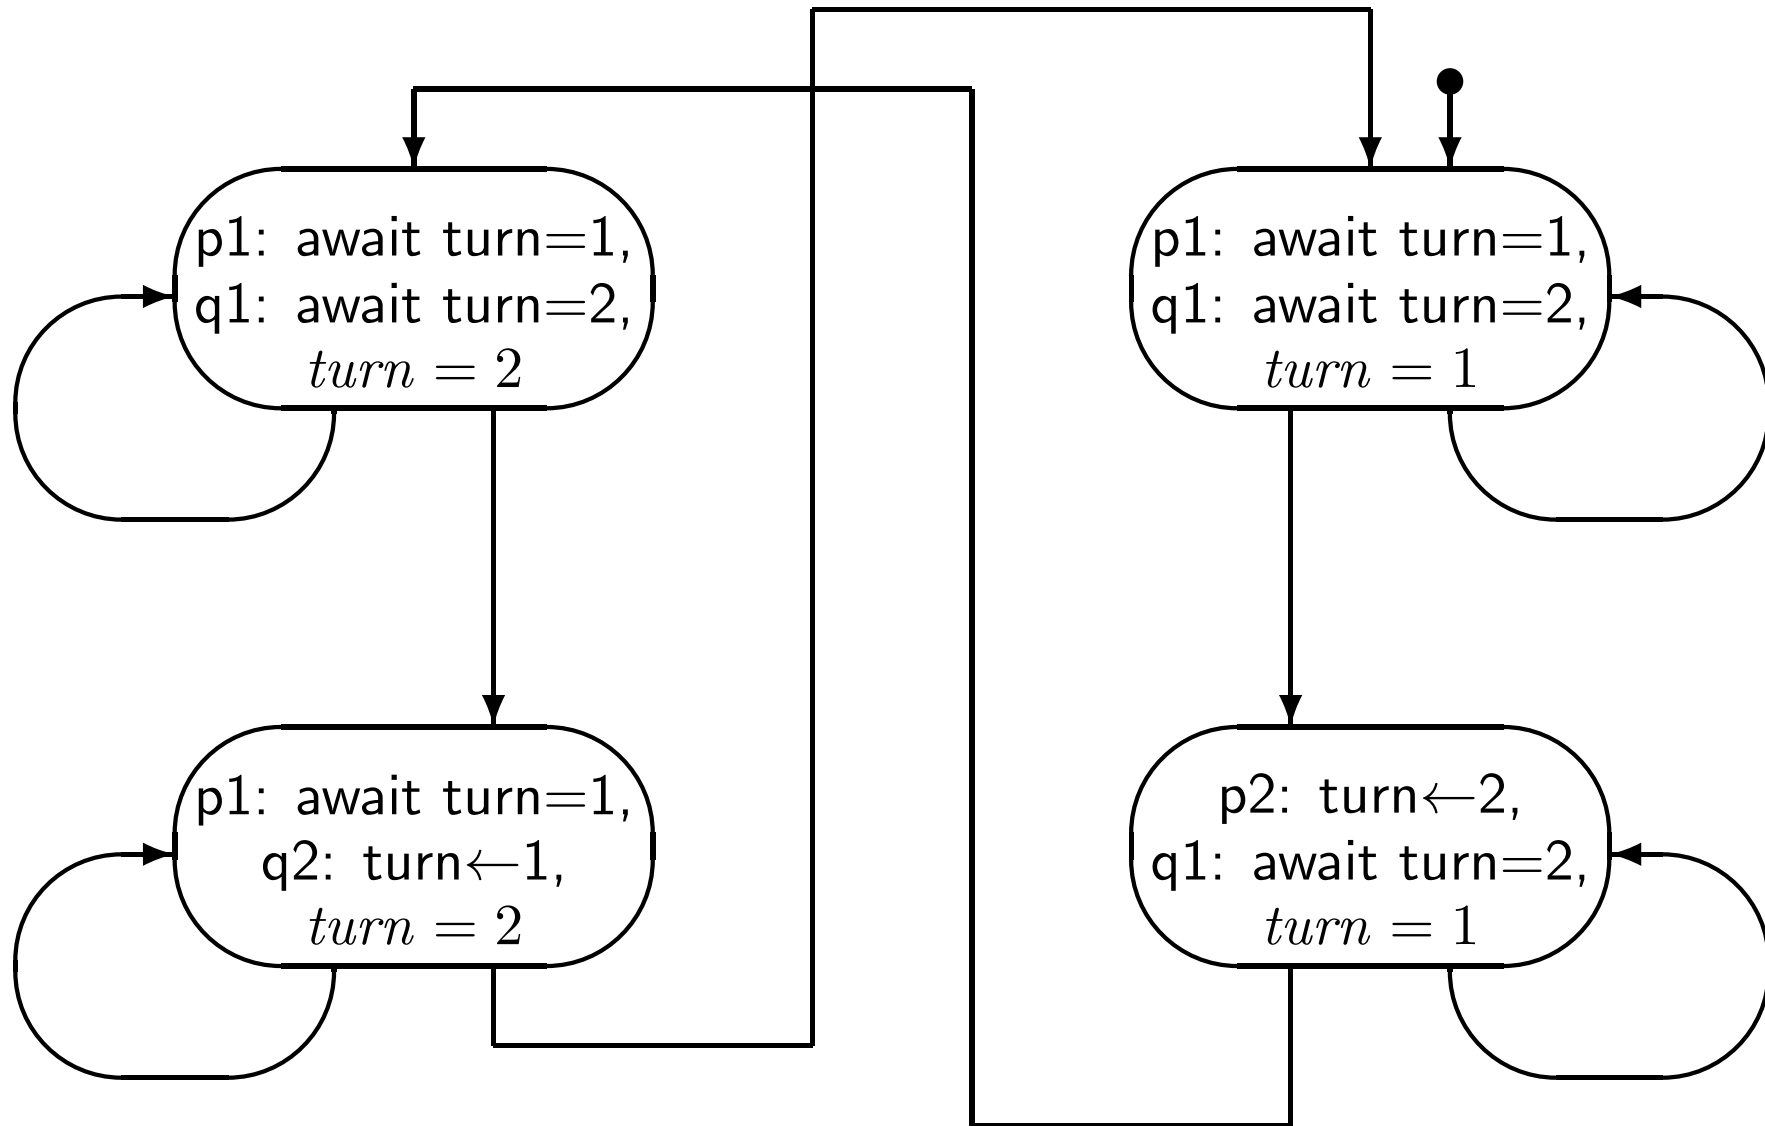 p1: await turn=1,
q1: await turn=2,
turn = 2
p1: await turn=1,
q1: await turn=2,
turn = 1
p1: await turn=1,
q2: turn←1,
turn = 2
p2: turn←2,
q1: await turn=2,
turn = 1